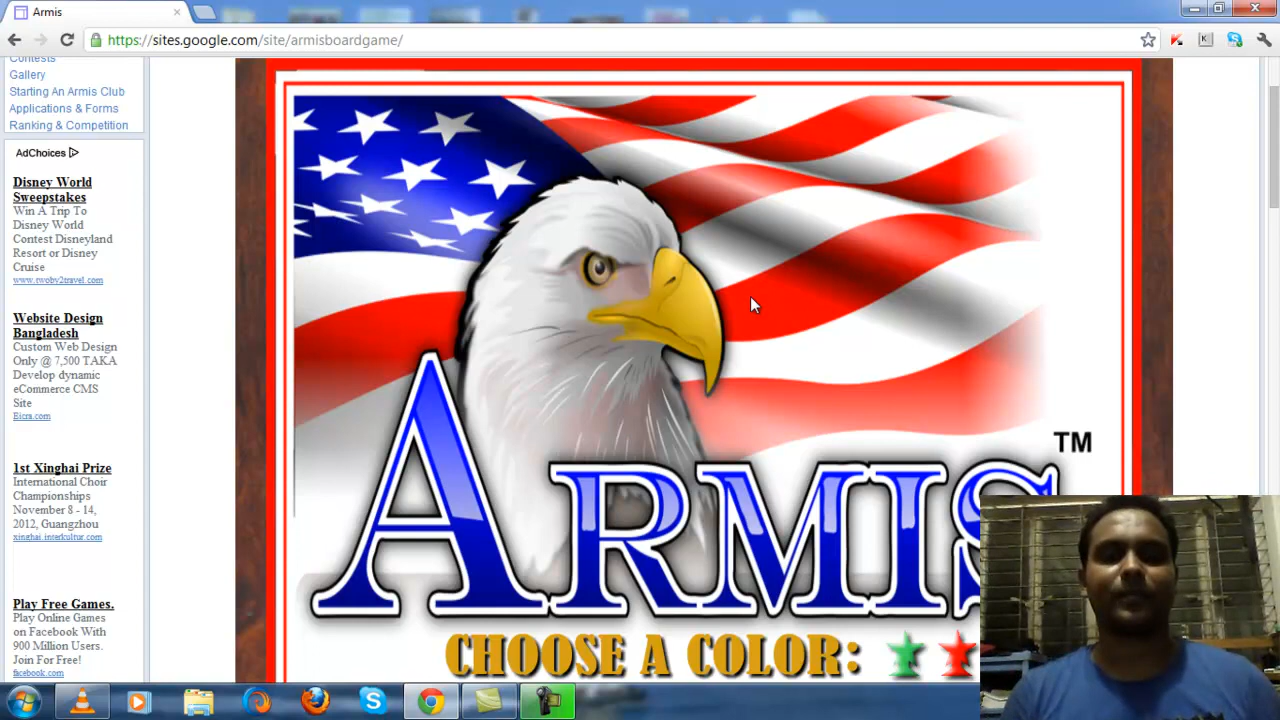 Armis
https://sites.google.com/site/armisboardgame/
Contests
Gallery
Starting An Armis Club
Applications & Forms
Ranking & Competition
AdChoices
Disney World
Sweepstakes
Win A Trip To
Disney World
Contest Disneyland
Resort or Disney
Cruise
www.twoby2travel.com
Website Design
Bangladesh
Custom Web Design
Only @ 7,500 TAKA
Develop dynamic
eCommerce CMS
Site
Eicra.com
1st Xinghai Prize
International Choir
Championships
November 8 - 14,
2012, Guangzhou
xinghai.interkultur.com
Play Free Games.
Play Online Games
on Facebook With
900 Million Users.
Join For Free!
facebook.com
TM
ARMIS
CHOOSE A COLOR: